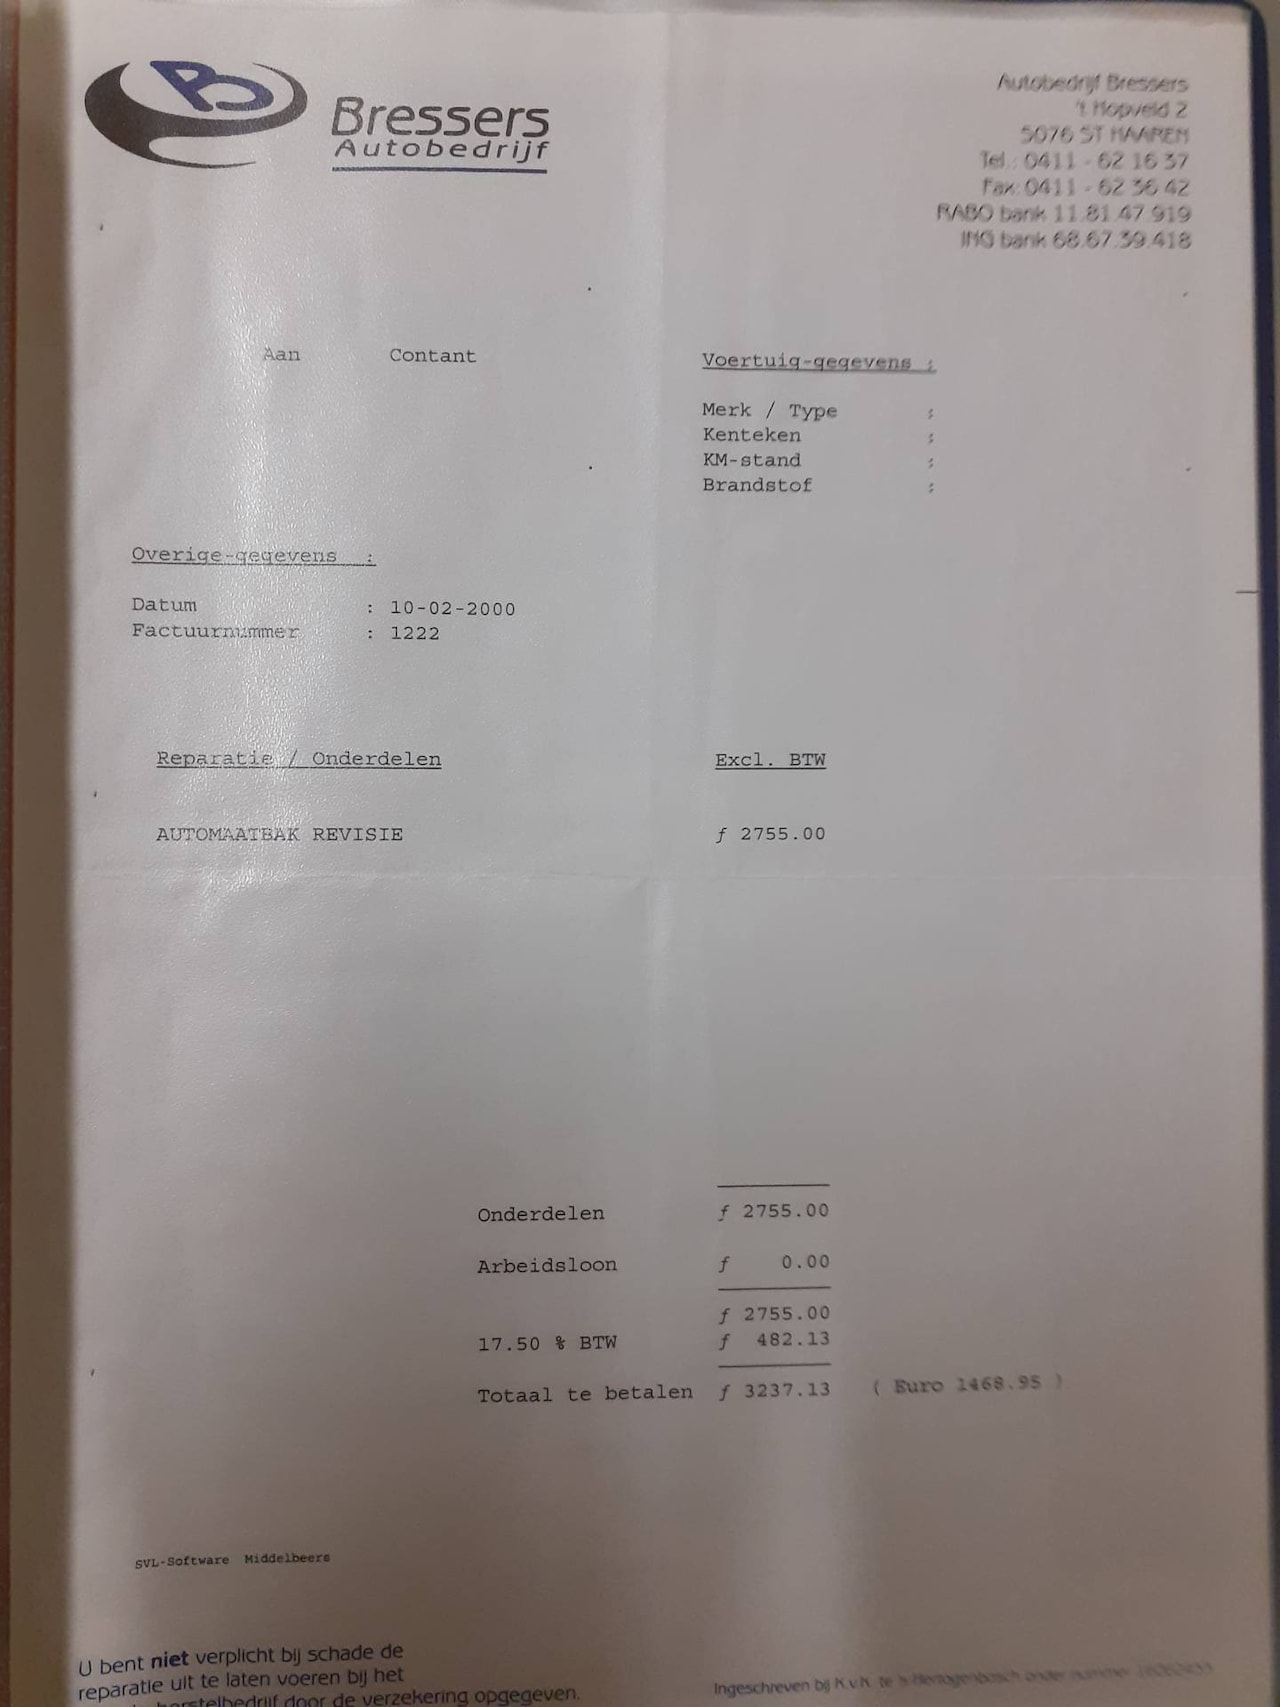 Bressers
Autobedrijf
Autobedrijf Bressers
't Hopveld 2
5076 ST HAAREN
Tel.: 0411 - 62 16 37
Fax: 0411 - 62 36 42
RABO bank 11.81.47.919
ING bank 68.67.39.418
Aan Contant
Voertuig-gegevens :
Merk / Type :
Kenteken :
KM-stand :
Brandstof :
Overige-gegevens :
Datum : 10-02-2000
Factuurnummer : 1222
Reparatie / Onderdelen Excl. BTW
AUTOMAATBAK REVISIE ƒ 2755.00
Onderdelen ƒ 2755.00
Arbeidsloon ƒ 0.00
ƒ 2755.00
17.50 % BTW ƒ 482.13
Totaal te betalen ƒ 3237.13 ( Euro 1468.95 )
SVL-Software Middelbeers
U bent niet verplicht bij schade de
reparatie uit te laten voeren bij het
herstelbedrijf door de verzekering opgegeven.
Ingeschreven bij K.v.K. te 's-Hertogenbosch onder nummer